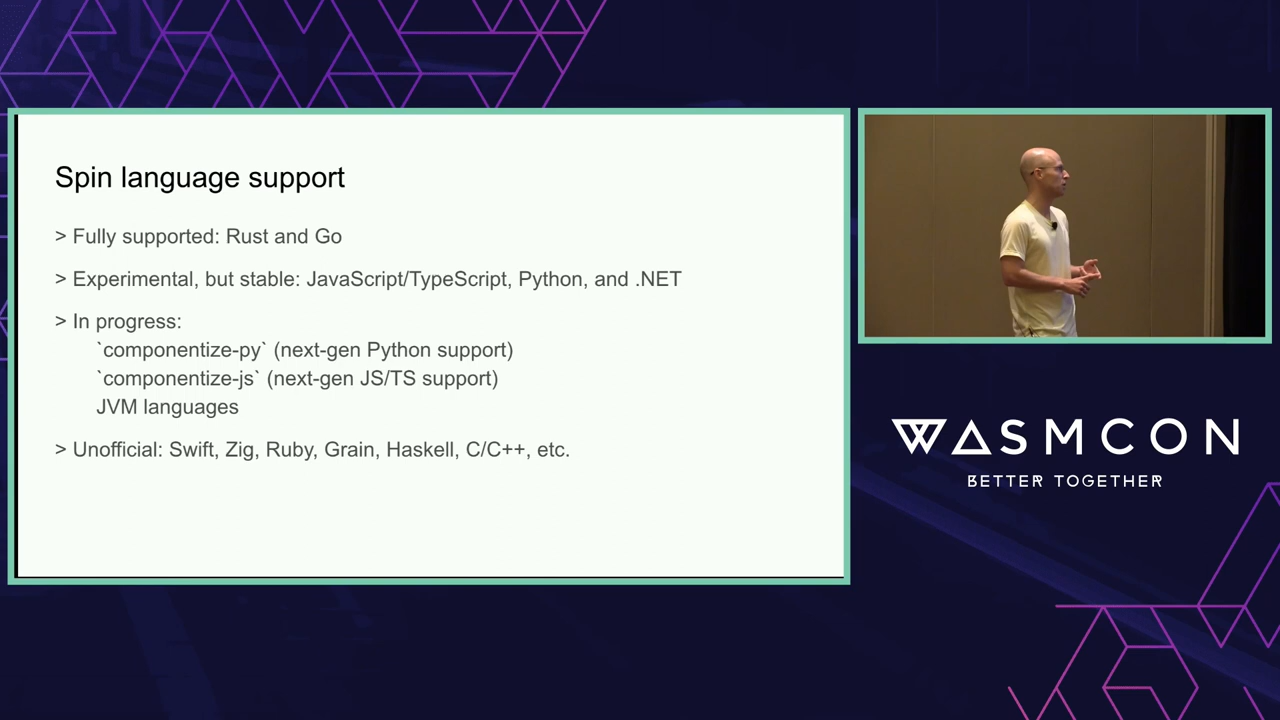 Spin language support
> Fully supported: Rust and Go
> Experimental, but stable: JavaScript/TypeScript, Python, and .NET
> In progress:
`componentize-py` (next-gen Python support)
`componentize-js` (next-gen JS/TS support)
JVM languages
> Unofficial: Swift, Zig, Ruby, Grain, Haskell, C/C++, etc.
WASMCON
BETTER TOGETHER